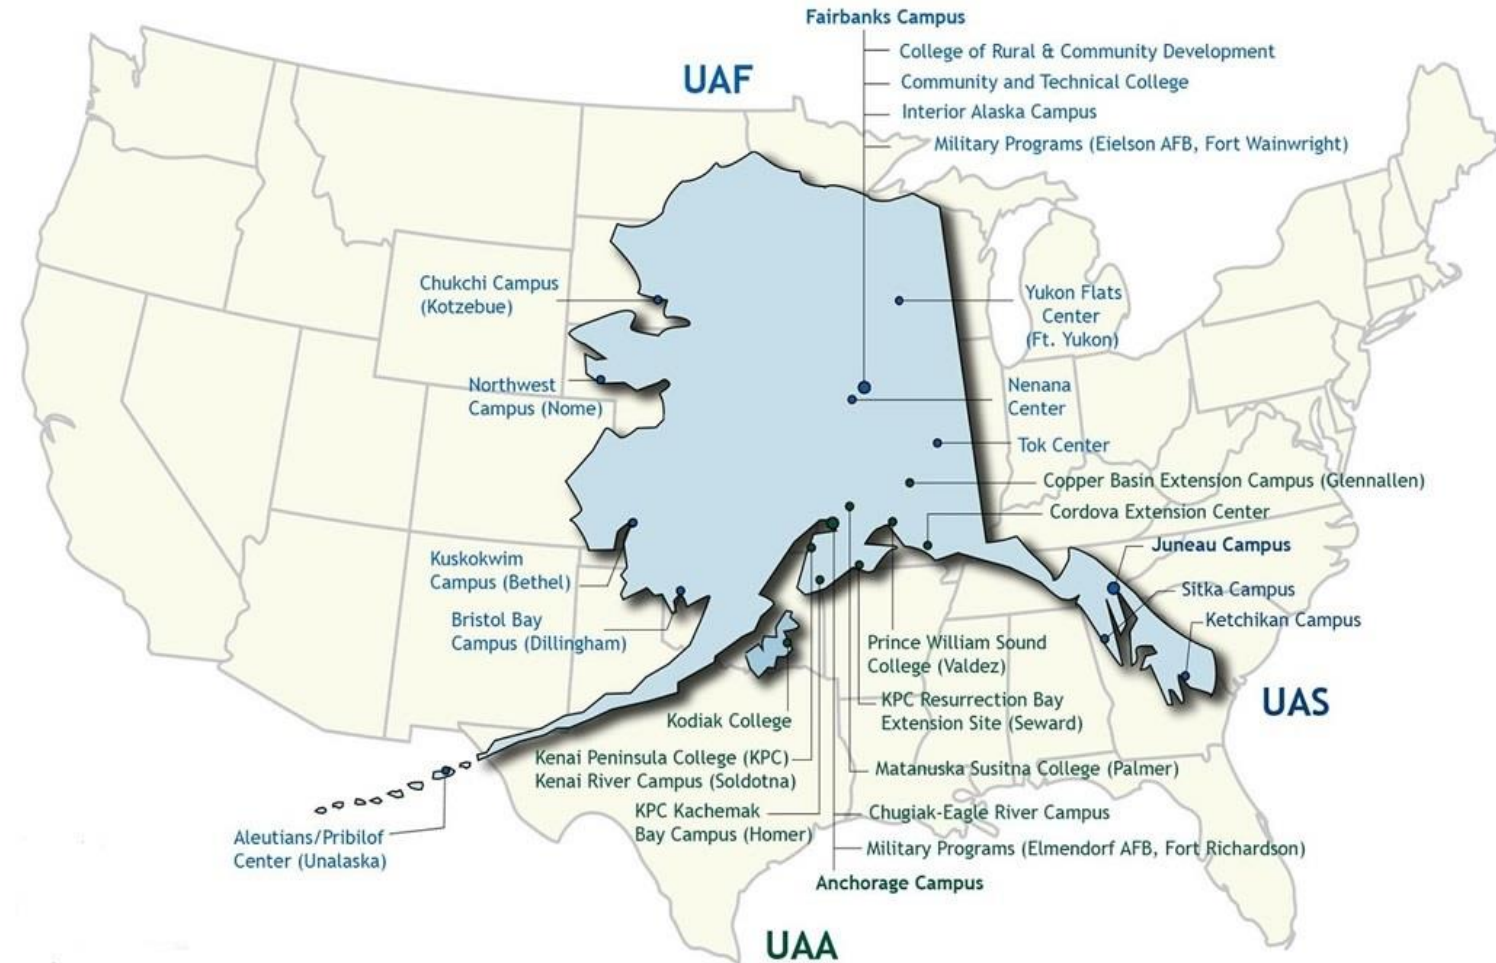 Fairbanks Campus
College of Rural & Community Development
UAF
Community and Technical College
Interior Alaska Campus
Military Programs (Eielson AFB, Fort Wainwright)
Chukchi Campus
(Kotzebue)
Yukon Flats
Center
(Ft. Yukon)
Northwest
Campus (Nome)
Nenana
Center
Tok Center
Copper Basin Extension Campus (Glennallen)
Cordova Extension Center
Juneau Campus
Kuskokwim
Campus (Bethel)
Sitka Campus
Ketchikan Campus
Bristol Bay
Campus (Dillingham)
Prince William Sound
College (Valdez)
UAS
KPC Resurrection Bay
Extension Site (Seward)
Kodiak College
Kenai Peninsula College (KPC)
Kenai River Campus (Soldotna)
Matanuska Susitna College (Palmer)
KPC Kachemak
Bay Campus (Homer)
Chugiak-Eagle River Campus
Aleutians/Pribilof
Center (Unalaska)
Military Programs (Elmendorf AFB, Fort Richardson)
Anchorage Campus
UAA